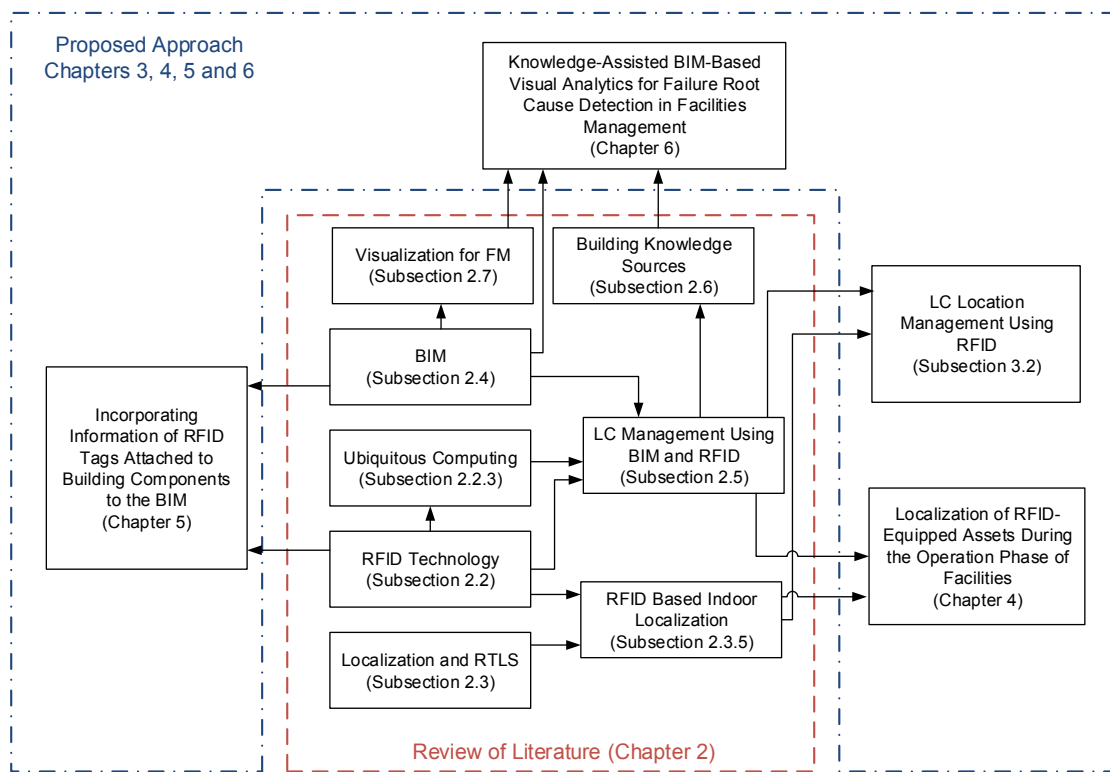 Proposed Approach
Chapters 3, 4, 5 and 6
Knowledge-Assisted BIM-Based
Visual Analytics for Failure Root
Cause Detection in Facilities
Management
(Chapter 6)
Visualization for FM
(Subsection 2.7)
Building Knowledge
Sources
(Subsection 2.6)
LC Location
Management Using
RFID
(Subsection 3.2)
BIM
(Subsection 2.4)
Incorporating
Information of RFID
Tags Attached to
Building Components
to the BIM
(Chapter 5)
LC Management Using
BIM and RFID
(Subsection 2.5)
Ubiquitous Computing
(Subsection 2.2.3)
Localization of RFID-
Equipped Assets During
the Operation Phase of
Facilities
(Chapter 4)
RFID Technology
(Subsection 2.2)
RFID Based Indoor
Localization
(Subsection 2.3.5)
Localization and RTLS
(Subsection 2.3)
Review of Literature (Chapter 2)